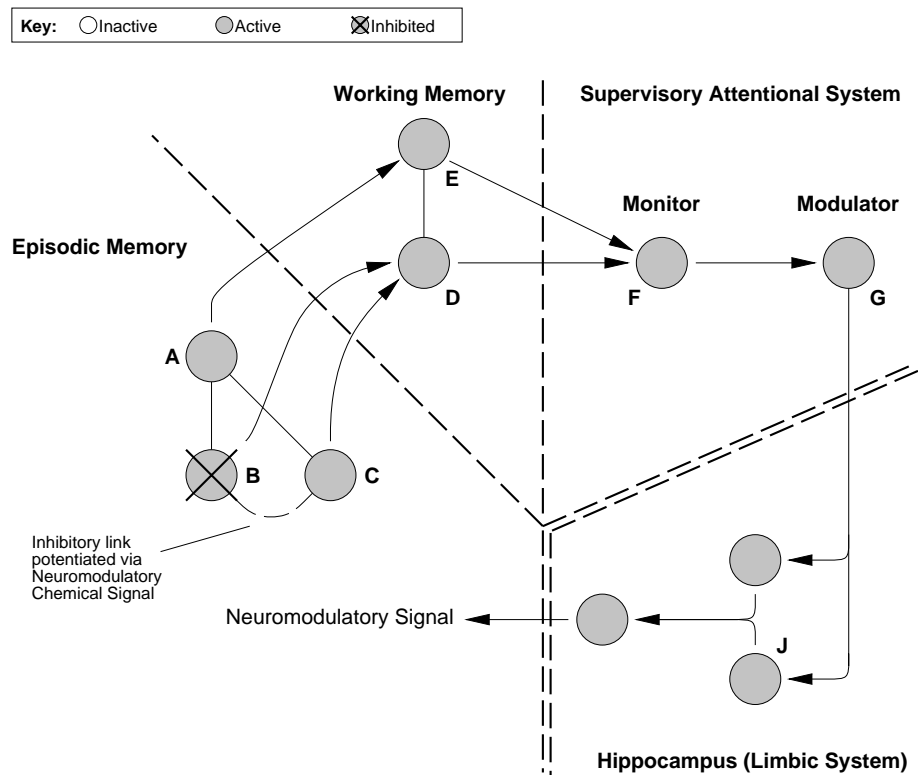 Key: Inactive Active Inhibited
Working Memory
Supervisory Attentional System
E
Monitor
Modulator
Episodic Memory
D
F
G
A
B
C
Inhibitory link
potentiated via
Neuromodulatory
Chemical Signal
Neuromodulatory Signal
J
Hippocampus (Limbic System)